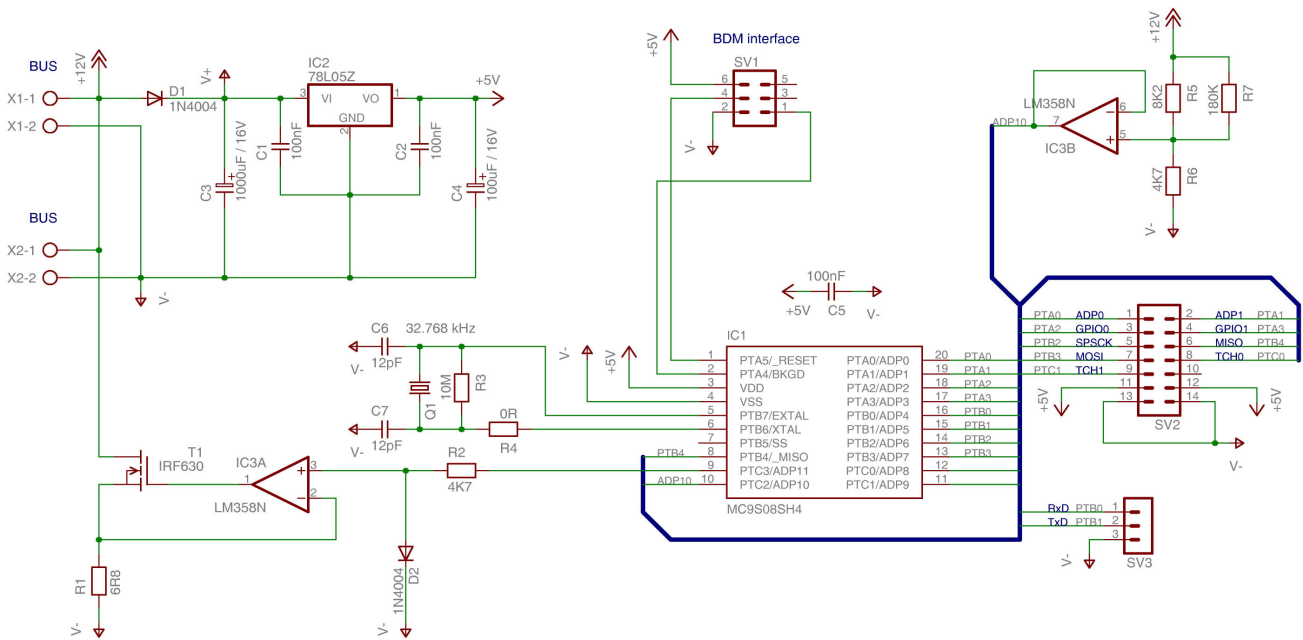 BUS
X1-1
X1-2
+12V
D1
1N4004
V+
IC2
78L05Z
3
VI
VO
1
GND
2
+5V
C1
100nF
C2
100nF
C3
+
1000uF / 16V
C4
+
100uF / 16V
BUS
X2-1
X2-2
V-
+5V
BDM interface
SV1
6
5
4
3
2
1
V-
+12V
8K2
R5
180K
R7
LM358N
ADP10
7
6
5
IC3B
4K7
R6
V-
100nF
+5V
C5
V-
C6
32.768 kHz
12pF
V-
Q1
10M
R3
C7
12pF
V-
0R
R4
V-
+5V
IC1
1 PTA5/_RESET
2 PTA4/BKGD
3 VDD
4 VSS
5 PTB7/EXTAL
6 PTB6/XTAL
7 PTB5/SS
PTB4 8 PTB4/_MISO
9 PTC3/ADP11
ADP10 10 PTC2/ADP10
PTA0/ADP0 20 PTA0
PTA1/ADP1 19 PTA1
PTA2/ADP2 18 PTA2
PTA3/ADP3 17 PTA3
PTB0/ADP4 16 PTB0
PTB1/ADP5 15 PTB1
PTB2/ADP6 14 PTB2
PTB3/ADP7 13 PTB3
PTC0/ADP8 12
PTC1/ADP9 11
MC9S08SH4
PTA0 ADP0 1 2 ADP1 PTA1
PTA2 GPIO0 3 4 GPIO1 PTA3
PTB2 SPSCK 5 6 MISO PTB4
PTB3 MOSI 7 8 TCH0 PTC0
PTC1 TCH1 9 10
11 12
13 14
+5V
+5V
SV2
V-
RxD PTB0 1
TxD PTB1 2
3
V-
SV3
T1
IRF630
IC3A
1
3
2
LM358N
R2
4K7
R1
6R8
V-
1N4004
D2
V-